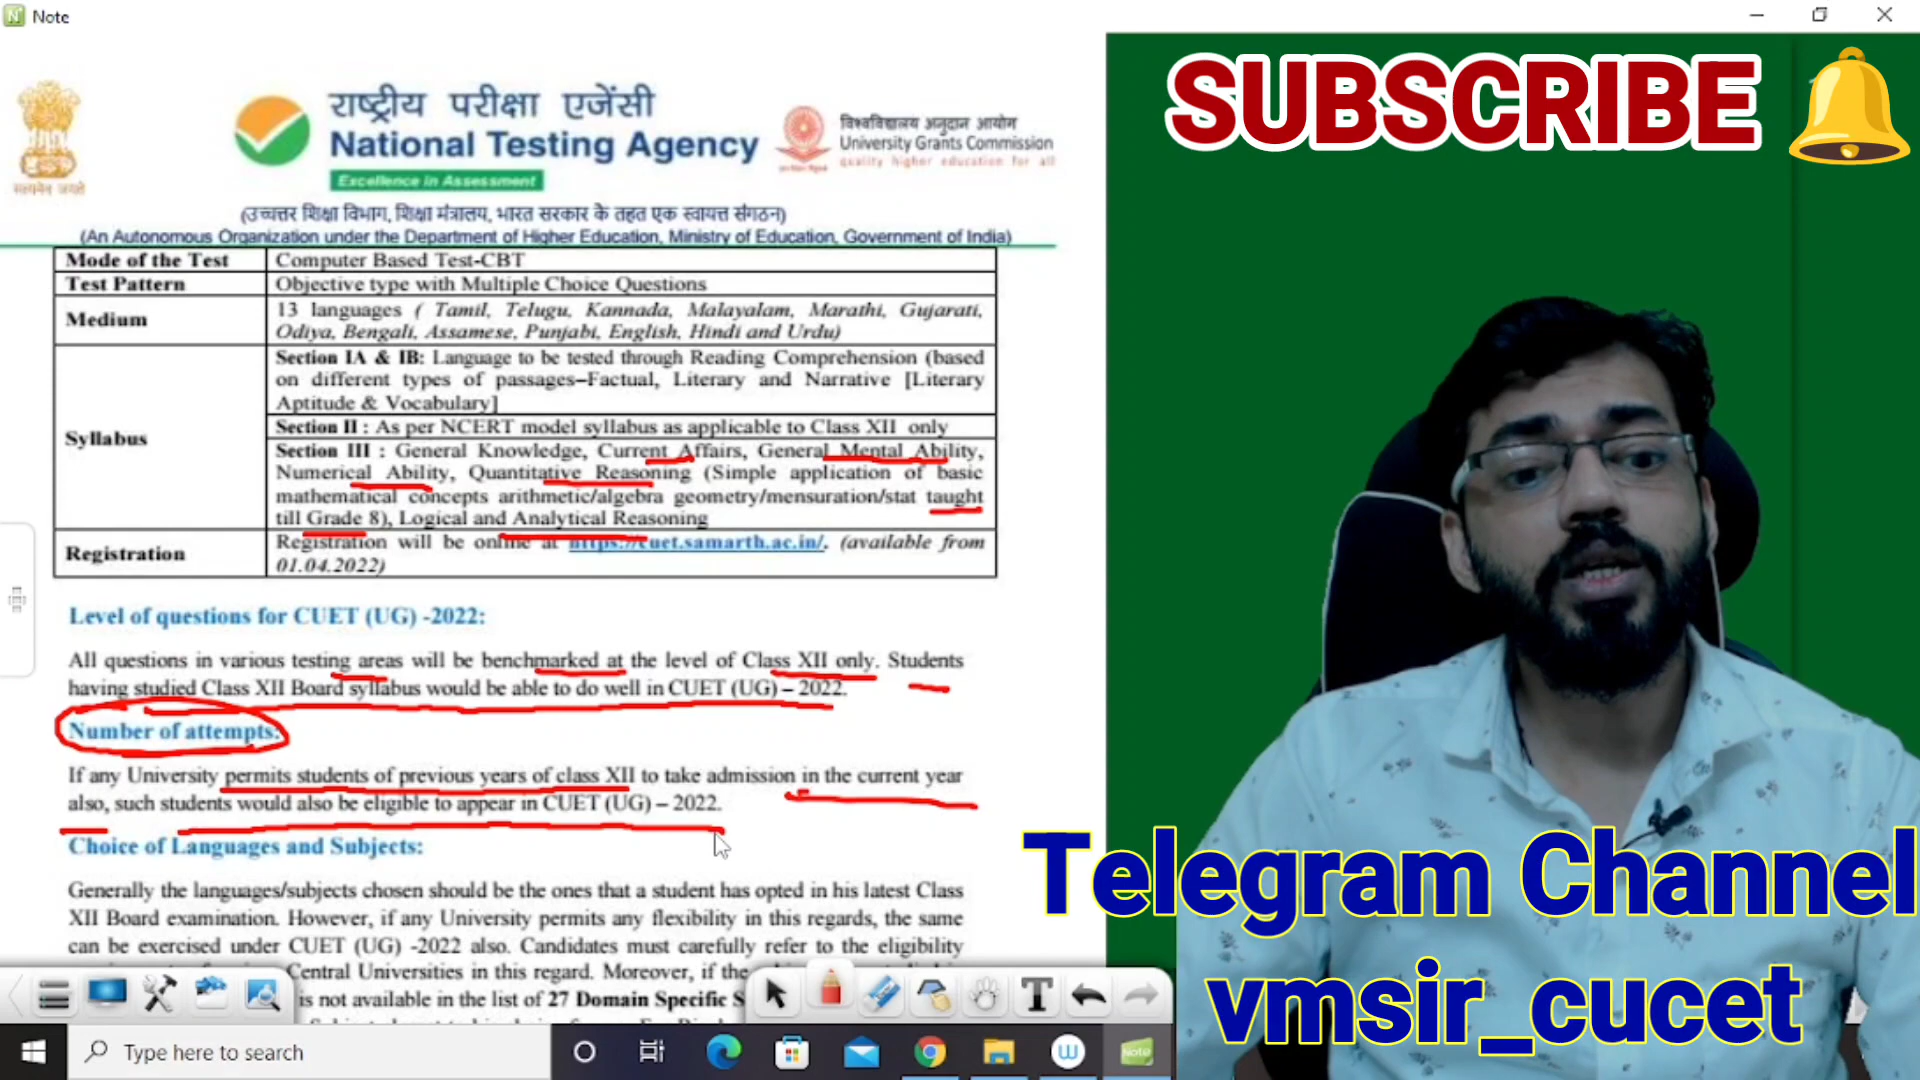 Note
सत्यमेव जयते
राष्ट्रीय परीक्षा एजेंसी
National Testing Agency
Excellence in Assessment
विश्वविद्यालय अनुदान आयोग
University Grants Commission
quality higher education for all
(उच्चत्तर शिक्षा विभाग, शिक्षा मंत्रालय, भारत सरकार के तहत एक स्वायत्त संगठन)
(An Autonomous Organization under the Department of Higher Education, Ministry of Education, Government of India)
Mode of the Test
Computer Based Test-CBT
Test Pattern
Objective type with Multiple Choice Questions
Medium
13 languages ( Tamil, Telugu, Kannada, Malayalam, Marathi, Gujarati,
Odiya, Bengali, Assamese, Punjabi, English, Hindi and Urdu)
Syllabus
Section IA & IB: Language to be tested through Reading Comprehension (based
on different types of passages–Factual, Literary and Narrative [Literary
Aptitude & Vocabulary]
Section II : As per NCERT model syllabus as applicable to Class XII only
Section III : General Knowledge, Current Affairs, General Mental Ability,
Numerical Ability, Quantitative Reasoning (Simple application of basic
mathematical concepts arithmetic/algebra geometry/mensuration/stat taught
till Grade 8), Logical and Analytical Reasoning
Registration
Registration will be online at https://cuet.samarth.ac.in/. (available from
01.04.2022)
Level of questions for CUET (UG) -2022:
All questions in various testing areas will be benchmarked at the level of Class XII only. Students
having studied Class XII Board syllabus would be able to do well in CUET (UG) – 2022.
Number of attempts:
If any University permits students of previous years of class XII to take admission in the current year
also, such students would also be eligible to appear in CUET (UG) – 2022.
Choice of Languages and Subjects:
Generally the languages/subjects chosen should be the ones that a student has opted in his latest Class
XII Board examination. However, if any University permits any flexibility in this regards, the same
can be exercised under CUET (UG) -2022 also. Candidates must carefully refer to the eligibility
Central Universities in this regard. Moreover, if the
is not available in the list of 27 Domain Specific S
SUBSCRIBE
Telegram Channel
vmsir_cucet
T
Type here to search
W
Note